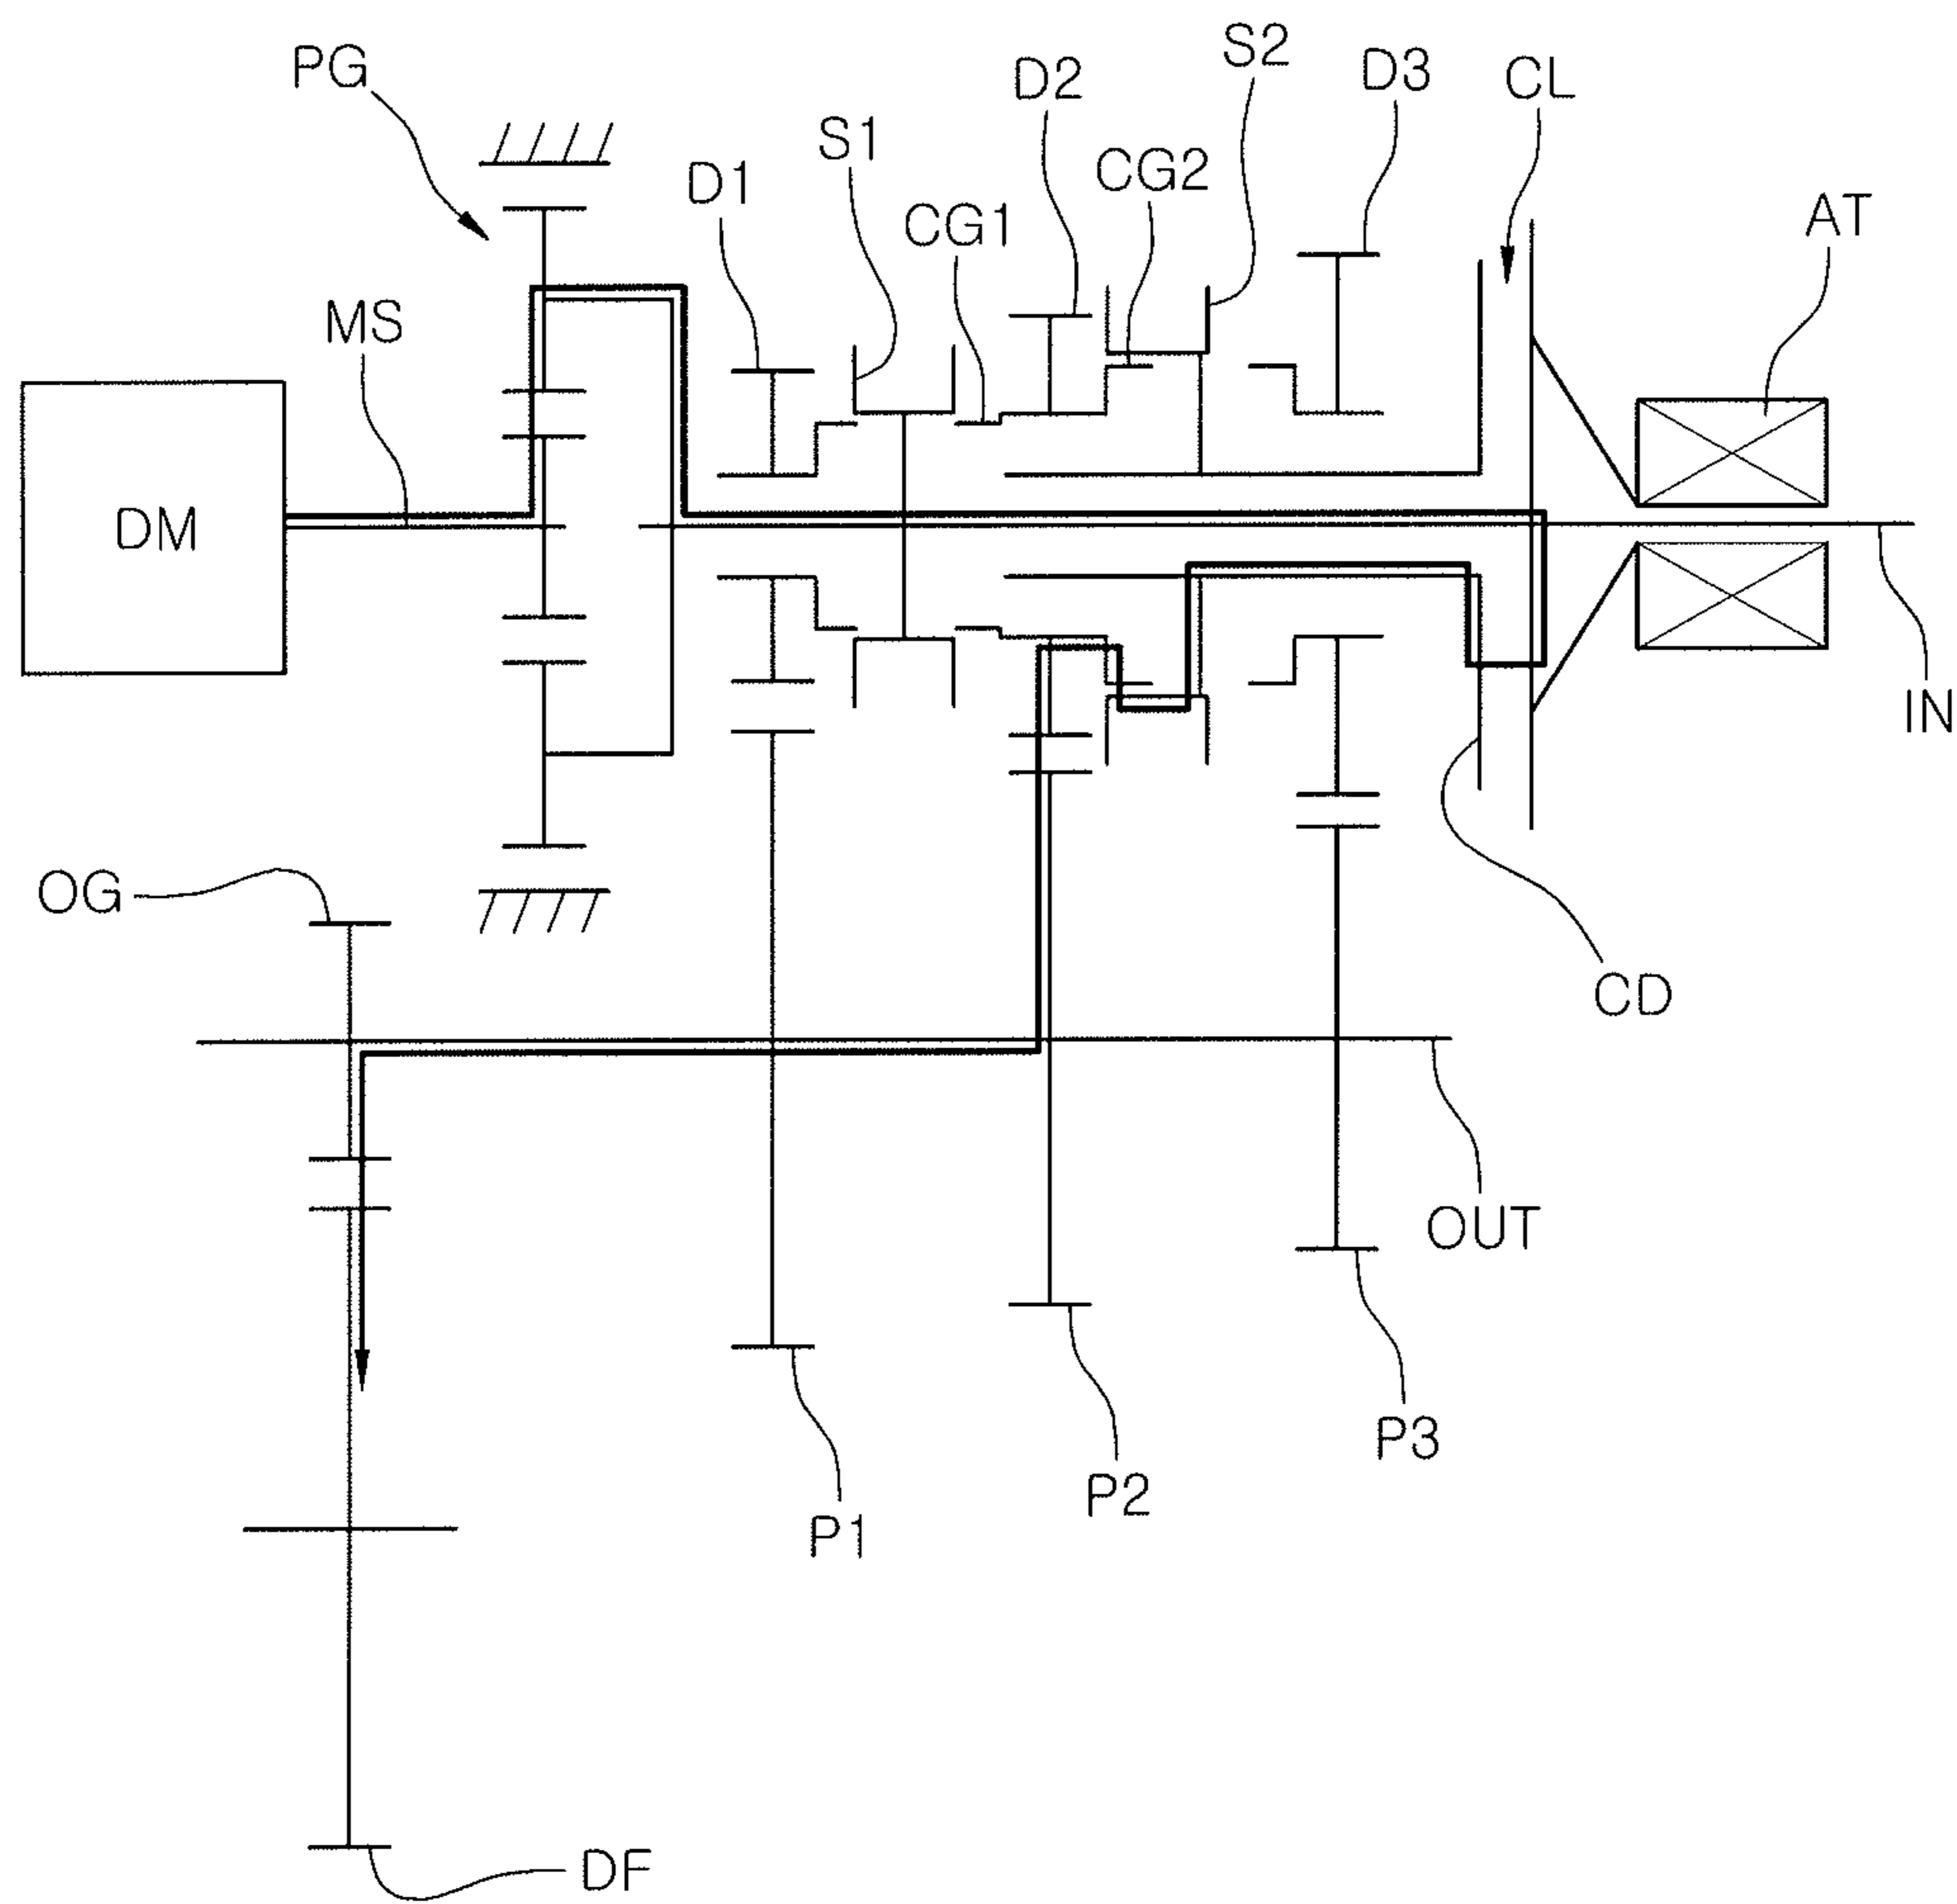 PG
S1
D2
S2
D3
CL
D1
CG1
CG2
AT
MS
DM
IN
OG
CD
OUT
P1
P2
P3
DF